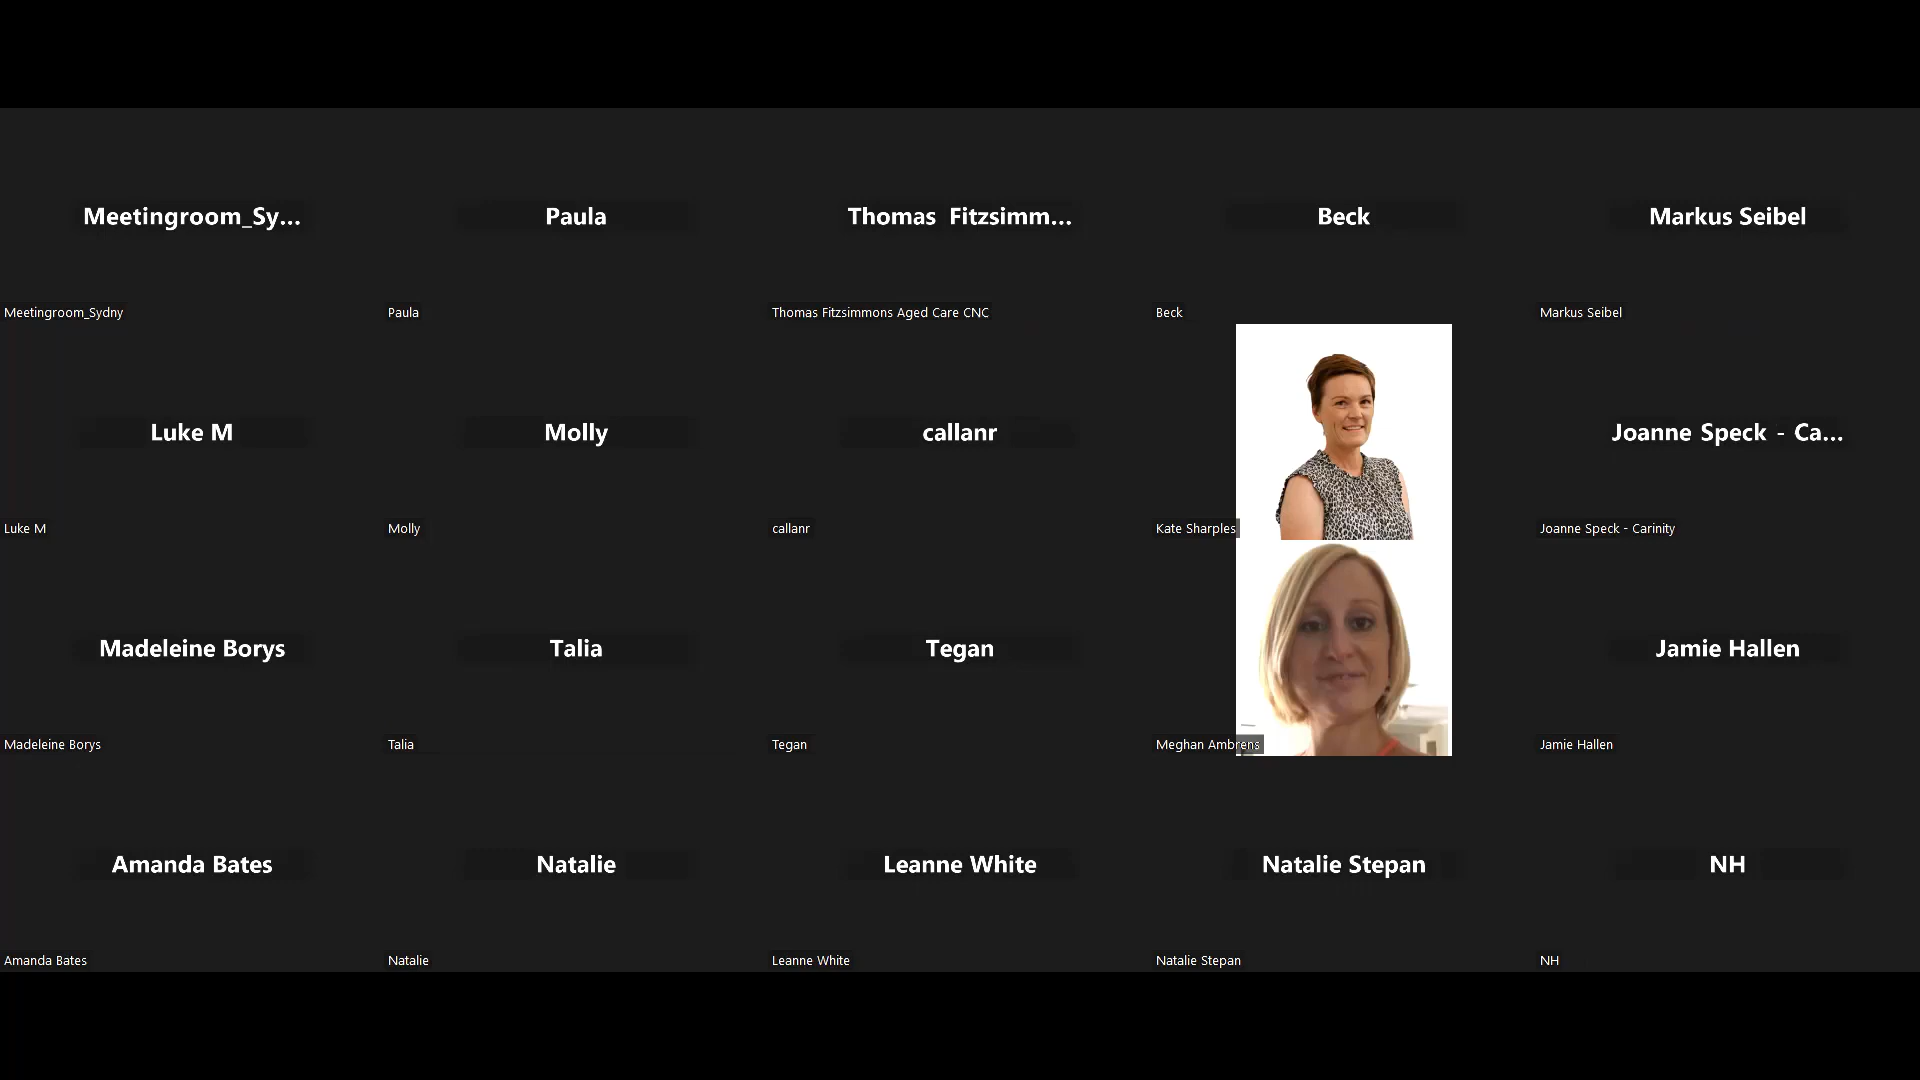 Meetingroom_Sy...
Paula
Thomas Fitzsimm...
Beck
Markus Seibel
Meetingroom_Sydny
Paula
Thomas Fitzsimmons Aged Care CNC
Beck
Markus Seibel
Luke M
Molly
callanr
Joanne Speck - Ca...
Luke M
Molly
callanr
Kate Sharples
Joanne Speck - Carinity
Madeleine Borys
Talia
Tegan
Jamie Hallen
Madeleine Borys
Talia
Tegan
Meghan Ambrens
Jamie Hallen
Amanda Bates
Natalie
Leanne White
Natalie Stepan
NH
Amanda Bates
Natalie
Leanne White
Natalie Stepan
NH